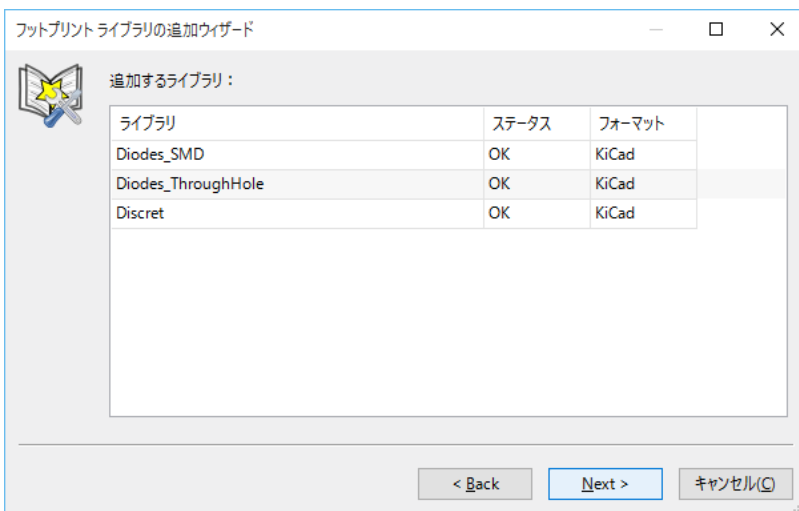 フットプリント ライブラリの追加ウィザード
追加するライブラリ：
ライブラリ ステータス フォーマット
Diodes_SMD OK KiCad
Diodes_ThroughHole OK KiCad
Discret OK KiCad
< Back Next > キャンセル(C)